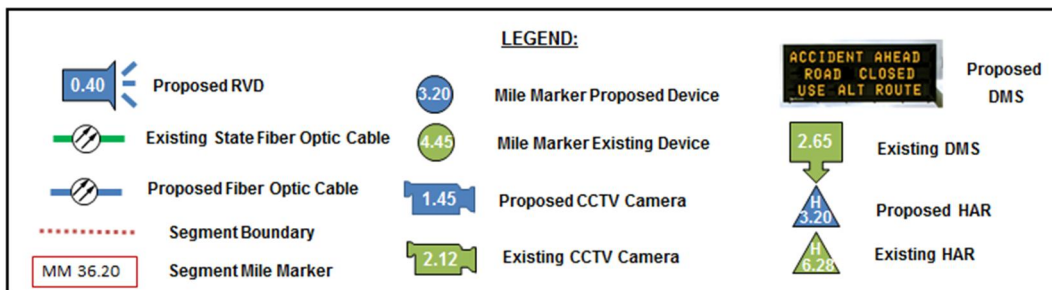 LEGEND:
0.40
Proposed RVD
Existing State Fiber Optic Cable
Proposed Fiber Optic Cable
Segment Boundary
MM 36.20
Segment Mile Marker
3.20
Mile Marker Proposed Device
4.45
Mile Marker Existing Device
1.45
Proposed CCTV Camera
2.12
Existing CCTV Camera
ACCIDENT AHEAD
ROAD CLOSED
USE ALT ROUTE
Proposed
DMS
2.65
Existing DMS
H
3.20
Proposed HAR
H
6.28
Existing HAR